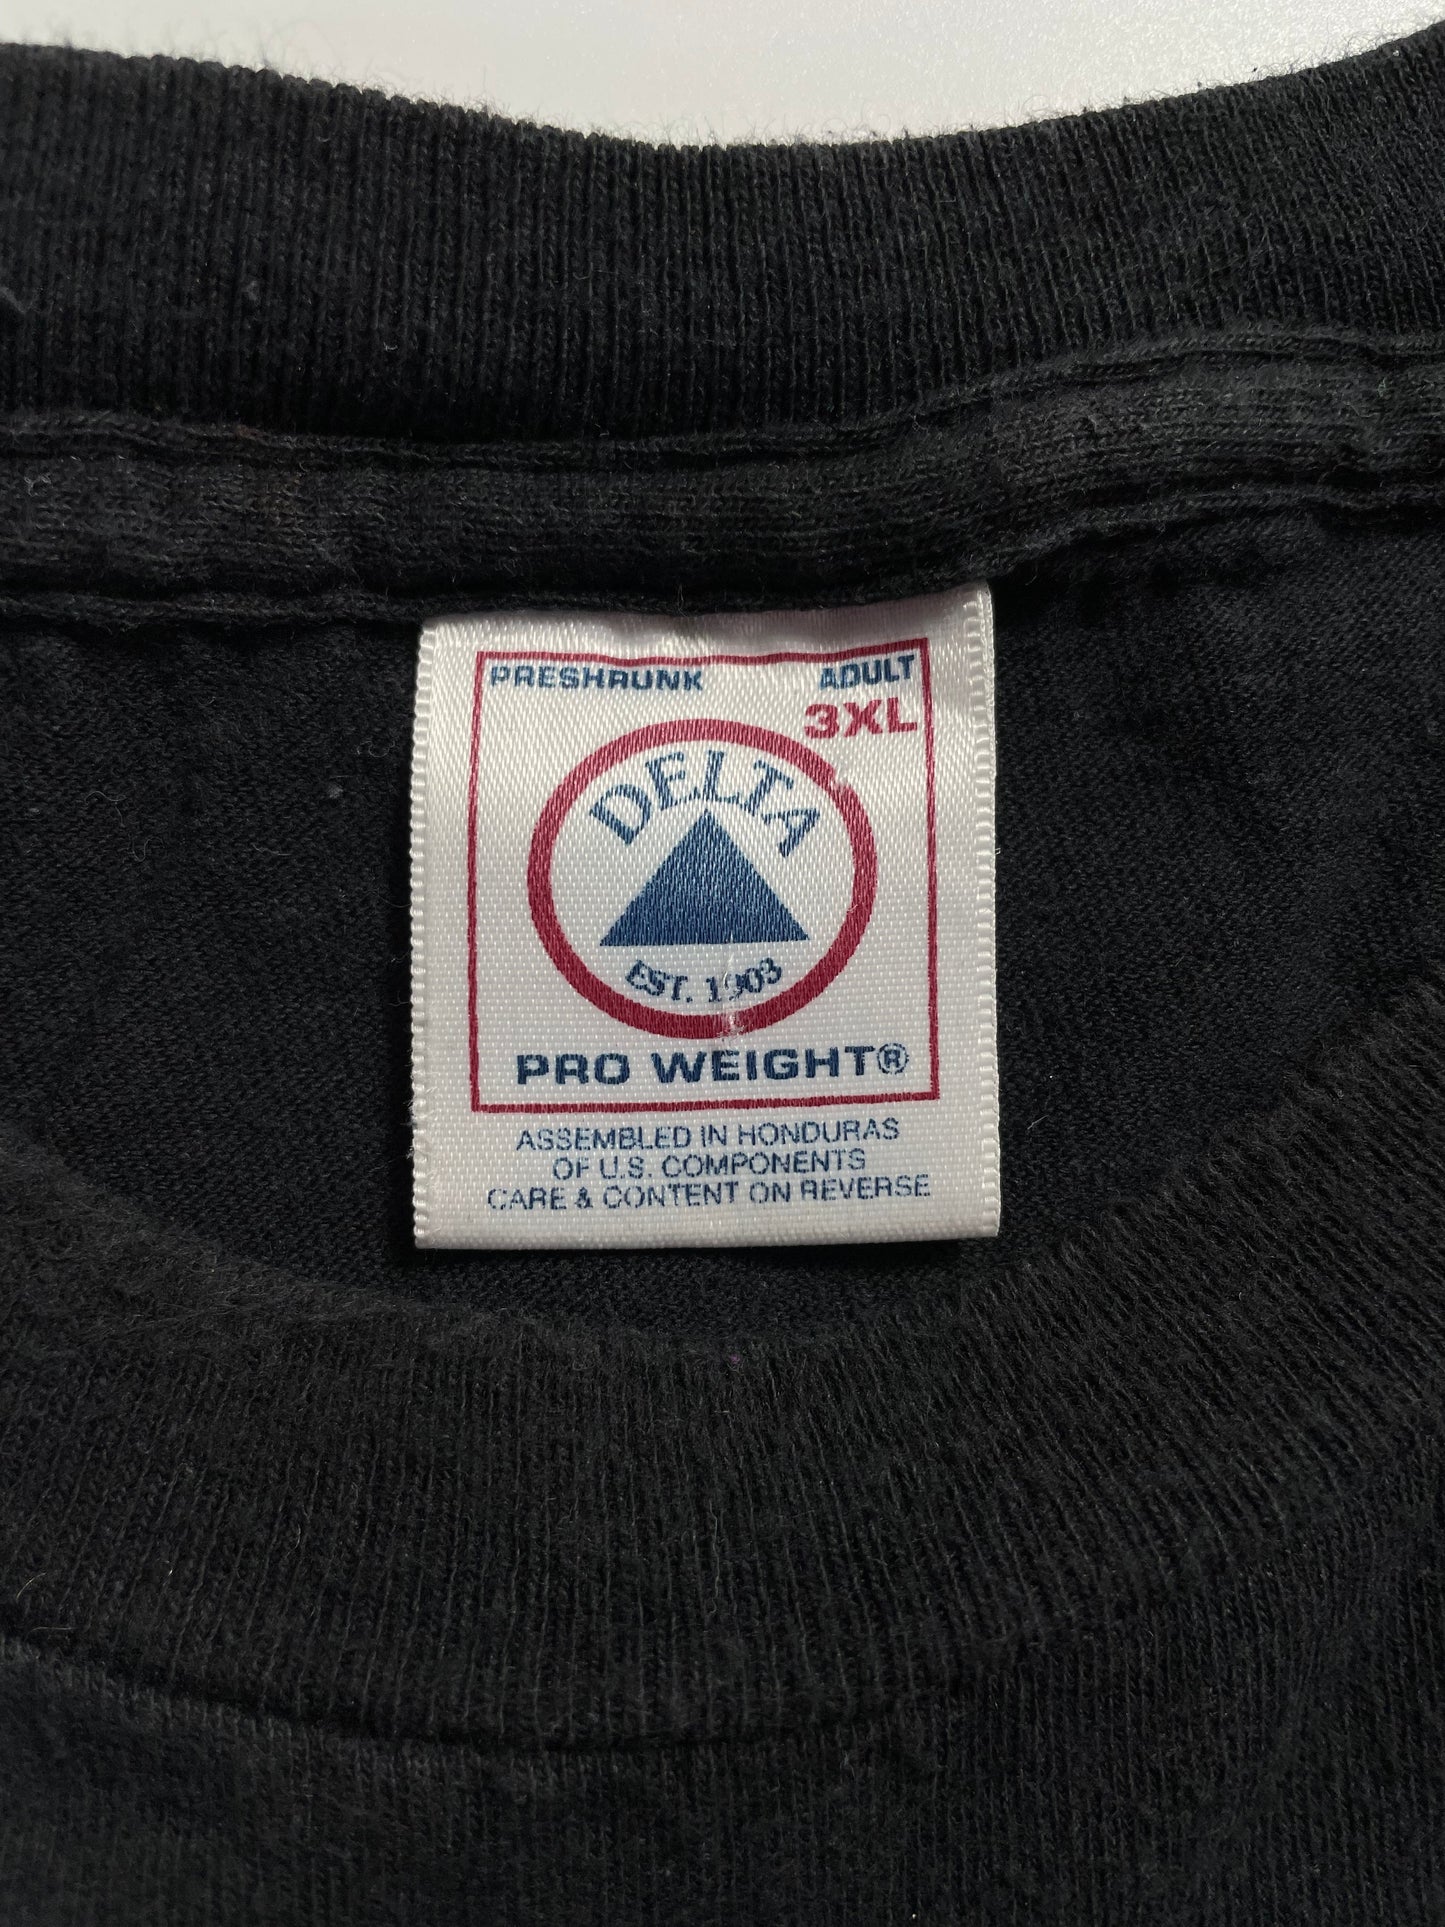 PRESHRUNK ADULT
3XL
DELTA
EST. 1903
PRO WEIGHT®
ASSEMBLED IN HONDURAS
OF U.S. COMPONENTS
CARE & CONTENT ON REVERSE